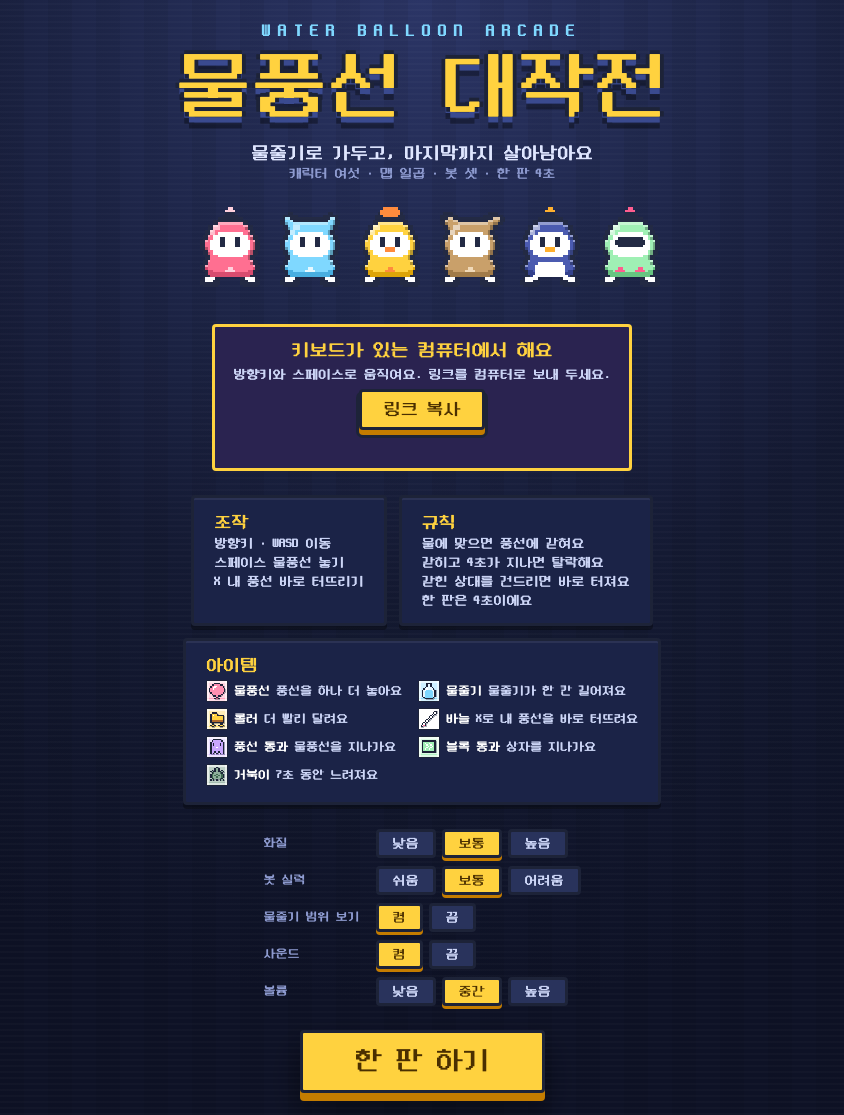 WATER BALLOON ARCADE
물풍선 대작전
물줄기로 가두고, 마지막까지 살아남아요
캐릭터 여섯 · 맵 일곱 · 봇 셋 · 한 판 4초
키보드가 있는 컴퓨터에서 해요
방향키와 스페이스로 움직여요. 링크를 컴퓨터로 보내 두세요.
링크 복사
조작
방향키 · WASD 이동
스페이스 물풍선 놓기
X 내 풍선 바로 터뜨리기
규칙
물에 맞으면 풍선에 갇혀요
갇히고 4초가 지나면 탈락해요
갇힌 상대를 건드리면 바로 터져요
한 판은 4초이에요
아이템
물풍선 풍선을 하나 더 놓아요
물줄기 물줄기가 한 칸 길어져요
롤러 더 빨리 달려요
바늘 X로 내 풍선을 바로 터뜨려요
풍선 통과 물풍선을 지나가요
블록 통과 상자를 지나가요
거북이 7초 동안 느려져요
화질 낮음 보통 높음
봇 실력 쉬움 보통 어려움
물줄기 범위 보기 켬 끔
사운드 켬 끔
볼륨 낮음 중간 높음
한 판 하기